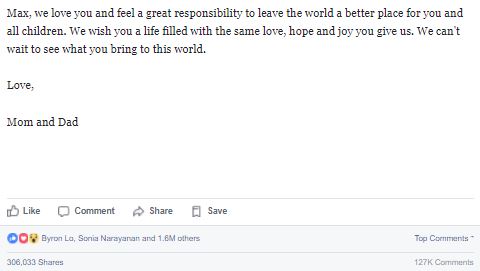 Max, we love you and feel a great responsibility to leave the world a better place for you and
all children. We wish you a life filled with the same love, hope and joy you give us. We can't
wait to see what you bring to this world.
Love,
Mom and Dad
Like Comment Share Save
Byron Lo, Sonia Narayanan and 1.6M others Top Comments
306,033 Shares 127K Comments